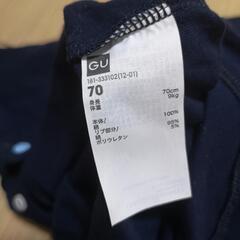 GU
181-333102(12-01)
70
身長 70cm
体重 9kg
本体/
綿 100%
リブ部分/
綿 95%
ポリウレタン 5%